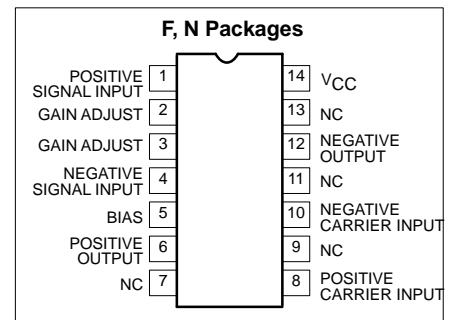 F, N Packages
POSITIVE
SIGNAL INPUT
1
GAIN ADJUST
2
GAIN ADJUST
3
NEGATIVE
SIGNAL INPUT
4
BIAS
5
POSITIVE
OUTPUT
6
NC
7
14
VCC
13
NC
12
NEGATIVE
OUTPUT
11
NC
10
NEGATIVE
CARRIER INPUT
9
NC
8
POSITIVE
CARRIER INPUT